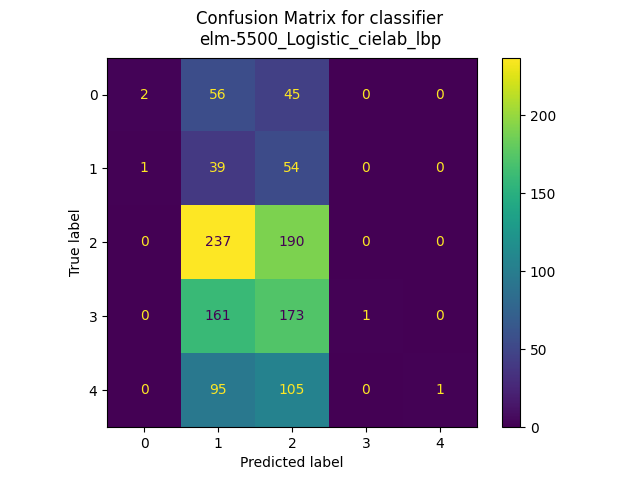 Confusion Matrix for classifier
elm-5500_Logistic_cielab_lbp
True label
0 2 56 45 0 0
1 1 39 54 0 0
2 0 237 190 0 0
3 0 161 173 1 0
4 0 95 105 0 1
0 1 2 3 4
Predicted label
200
150
100
50
0